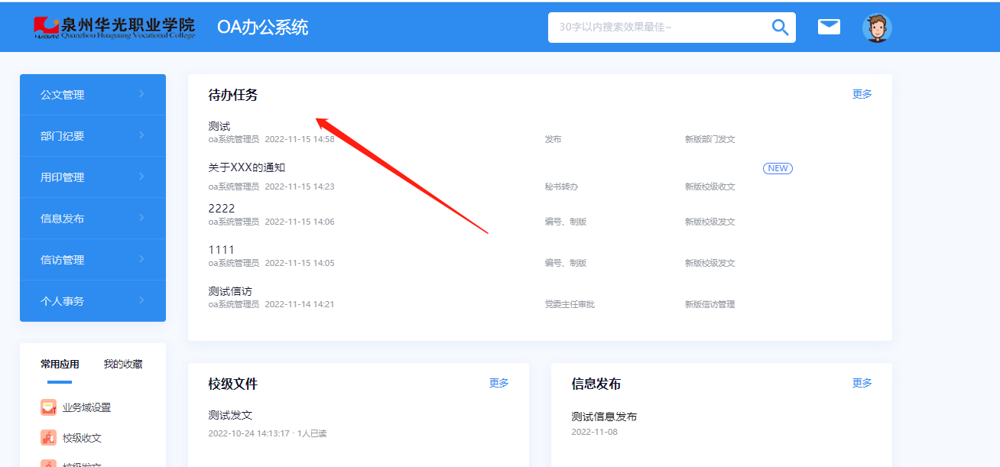 泉州华光职业学院
Quanzhou Huaguang Vocational College
OA办公系统
30字以内搜索效果最佳~
公文管理
部门纪要
用印管理
信息发布
信访管理
个人事务
待办任务 更多
测试
oa系统管理员 2022-11-15 14:58 发布 新版部门发文
关于XXX的通知 NEW
oa系统管理员 2022-11-15 14:23 秘书转办 新版校级收文
2222
oa系统管理员 2022-11-15 14:06 编号、制版 新版校级发文
1111
oa系统管理员 2022-11-15 14:05 编号、制版 新版校级发文
测试信访
oa系统管理员 2022-11-14 14:21 党委主任审批 新版信访管理
常用应用 我的收藏
业务域设置
校级收文
校级发文
校级文件 更多
测试发文
2022-10-24 14:13:17 · 1人已读
信息发布 更多
测试信息发布
2022-11-08